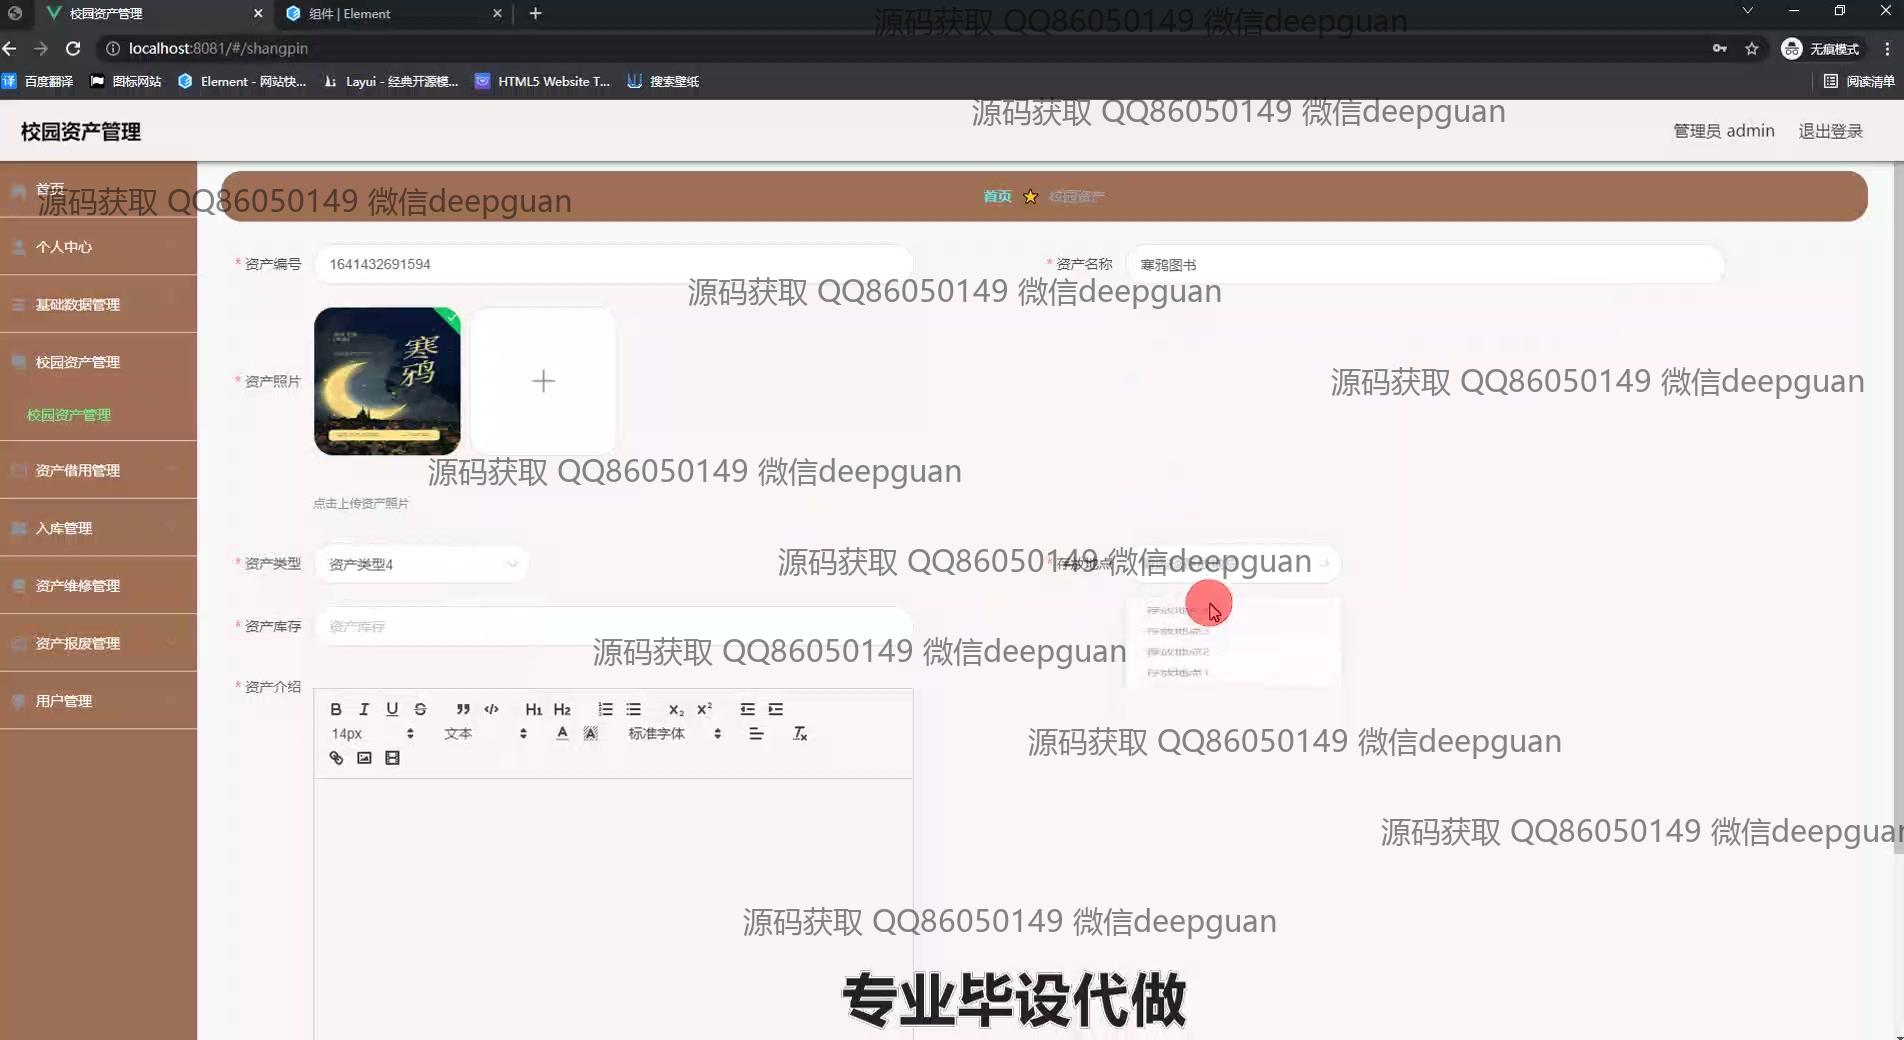 校园资产管理
组件 | Element
源码获取 QQ86050149 微信deepguan
localhost:8081/#/shangpin
无痕模式
百度翻译
图标网站
Element - 网站快...
Layui - 经典开源模...
HTML5 Website T...
搜索壁纸
阅读清单
源码获取 QQ86050149 微信deepguan
校园资产管理
管理员 admin
退出登录
首页
源码获取 QQ86050149 微信deepguan
首页
校园资产
个人中心
* 资产编号
1641432691594
* 资产名称
寒鸦图书
源码获取 QQ86050149 微信deepguan
基础数据管理
校园资产管理
寒鸦
* 资产照片
源码获取 QQ86050149 微信deepguan
校园资产管理
资产借用管理
源码获取 QQ86050149 微信deepguan
点击上传资产照片
入库管理
* 资产类型
资产类型4
* 存放地点
源码获取 QQ86050149 微信deepguan
资产维修管理
存放地点3
存放地点2
存放地点1
* 资产库存
资产库存
资产报废管理
源码获取 QQ86050149 微信deepguan
* 资产介绍
用户管理
B I U S ” </> H1 H2 X2 X2
14px
文本
A A
标准字体
Tx
源码获取 QQ86050149 微信deepguan
源码获取 QQ86050149 微信deepguan
源码获取 QQ86050149 微信deepguan
专业毕设代做